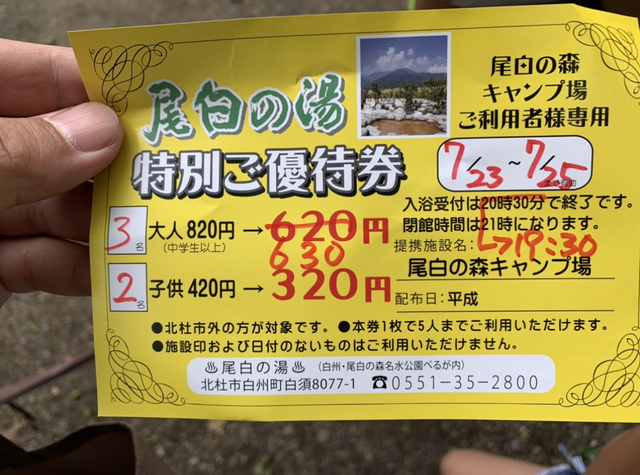 尾白の湯
特別ご優待券
尾白の森
キャンプ場
ご利用者様専用
7/23~7/25
3名 大人820円→620円
(中学生以上) 630
2名 子供420円→320円
入浴受付は20時30分で終了です。
閉館時間は21時になります。
→19:30
提携施設名:
尾白の森キャンプ場
配布日:平成
●北杜市外の方が対象です。●本券1枚で5人までご利用いただけます。
●施設印および日付のないものはご利用いただけません。
♨尾白の湯♨(白州・尾白の森名水公園べるが内)
北杜市白州町白須8077-1 ☎0551-35-2800